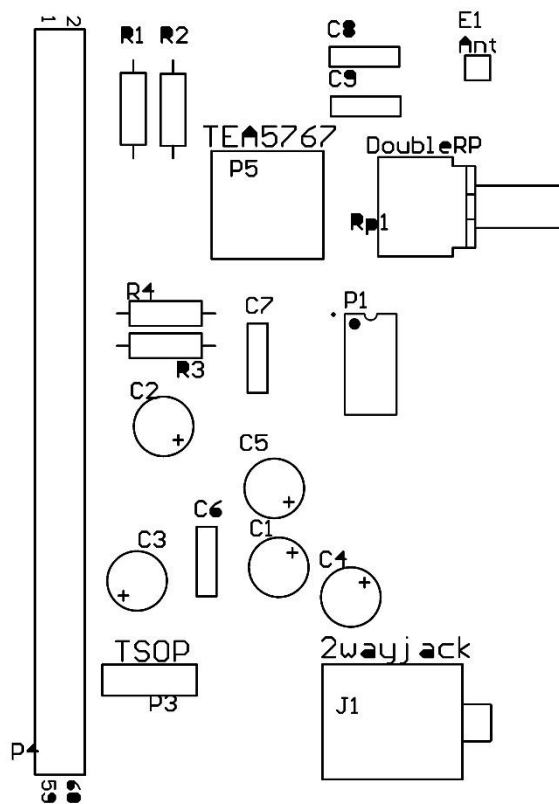 1 2
R1 R2
C8
E1
Ant
C9
TEA5767
P5
DoubleRP
Rp1
R4
C7
P1
R3
C2
C5
C6
C1
C3
C4
TSOP
P3
2wayjack
J1
P4
59 60